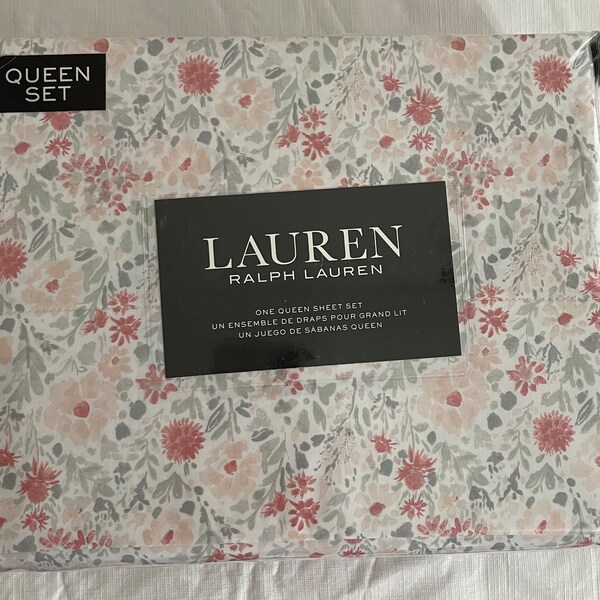 QUEEN
SET
LAUREN
RALPH LAUREN
ONE QUEEN SHEET SET
UN ENSEMBLE DE DRAPS POUR GRAND LIT
UN JUEGO DE SÁBANAS QUEEN